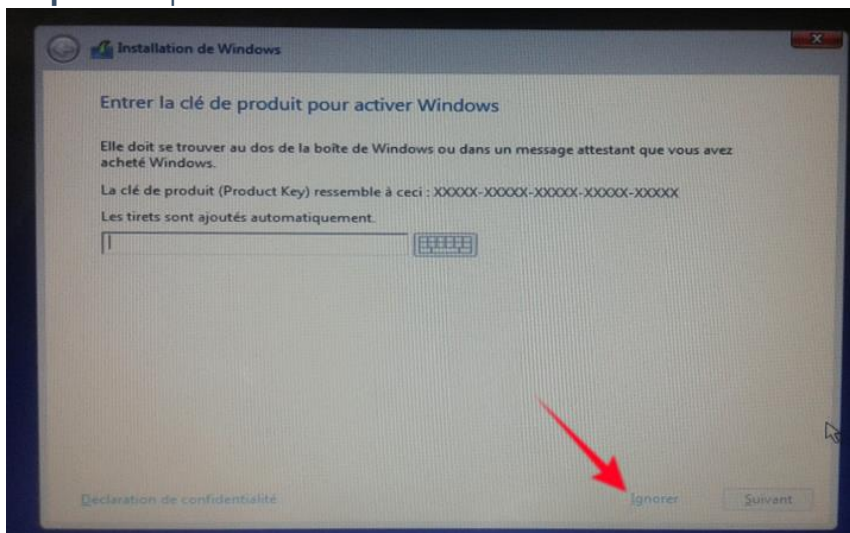 Installation de Windows
Entrer la clé de produit pour activer Windows
Elle doit se trouver au dos de la boîte de Windows ou dans un message attestant que vous avez
acheté Windows.
La clé de produit (Product Key) ressemble à ceci : XXXXX-XXXXX-XXXXX-XXXXX-XXXXX
Les tirets sont ajoutés automatiquement.
Déclaration de confidentialité
Ignorer
Suivant